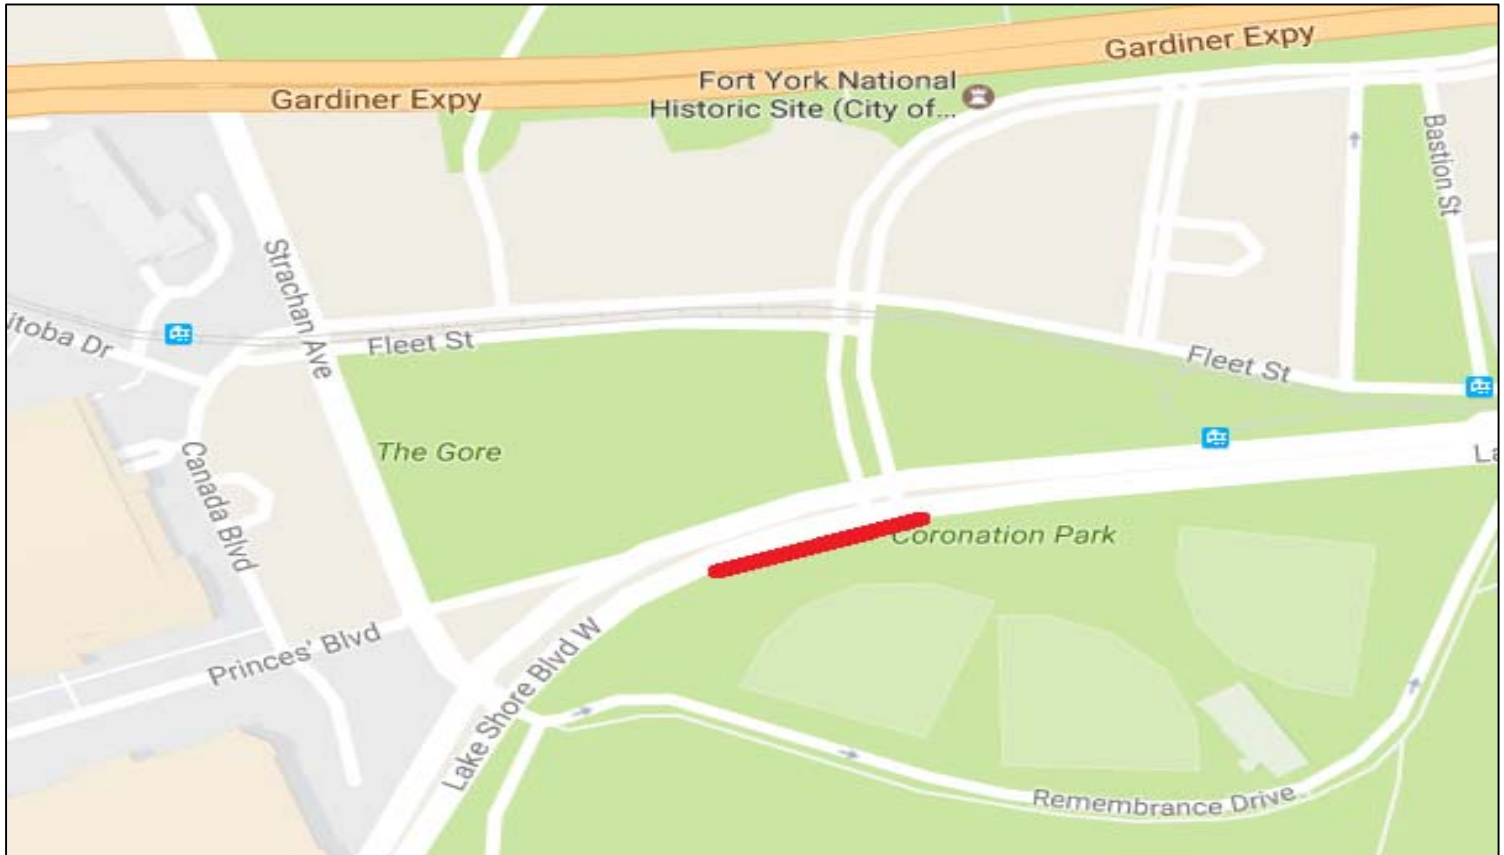 Gardiner Expy
Fort York National
Historic Site (City of...
Gardiner Expy
Bastion St
Strachan Ave
itoba Dr
Fleet St
Fleet St
The Gore
Canada Blvd
La
Coronation Park
Princes' Blvd
Lake Shore Blvd W
Remembrance Drive